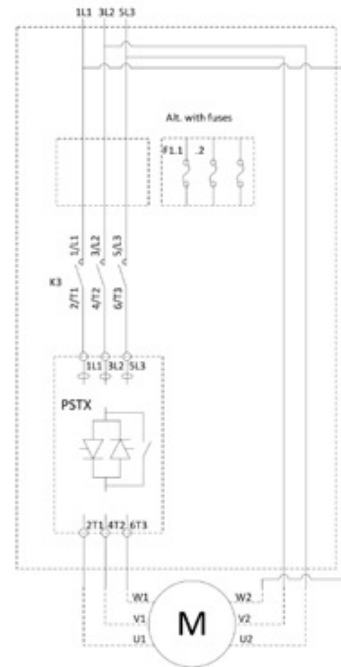 1L1 3L2 5L3
Alt. with fuses
F1.1 .2
1/L1 3/L2 5/L3
K3
2/T1 4/T2 6/T3
1L1 3L2 5L3
PSTX
2T1 4T2 6T3
W1 W2
V1 M V2
U1 U2